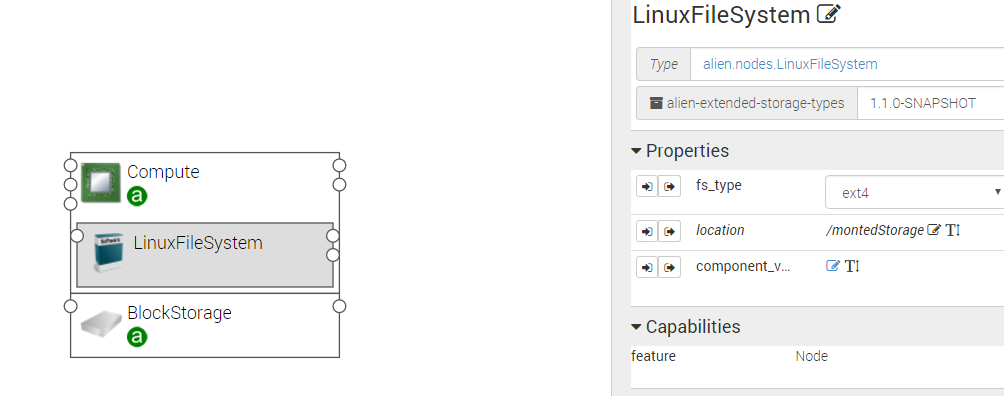 LinuxFileSystem
Type alien.nodes.LinuxFileSystem
alien-extended-storage-types 1.1.0-SNAPSHOT
Properties
fs_type ext4
location /montedStorage
component_v...
Capabilities
feature Node
Compute
a
Software
LinuxFileSystem
BlockStorage
a